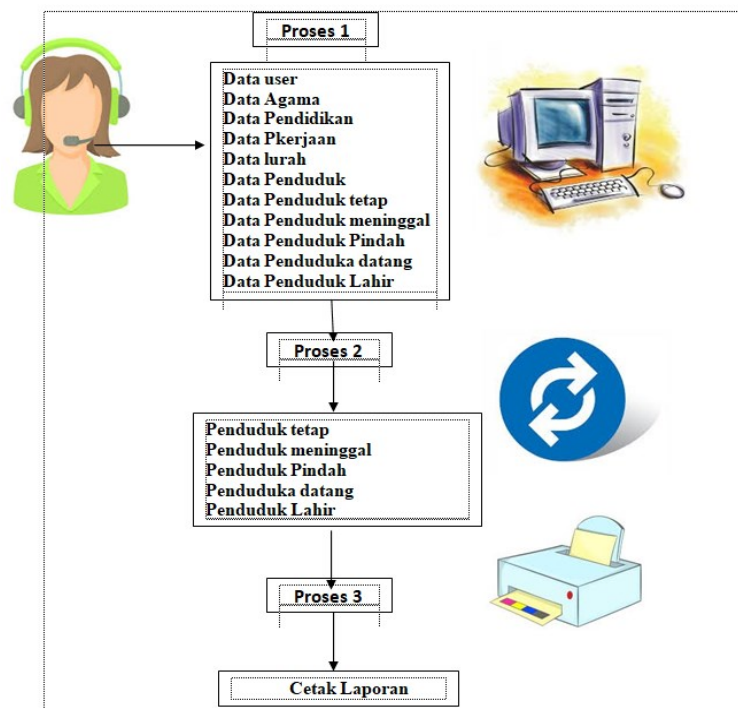 Proses 1
Data user
Data Agama
Data Pendidikan
Data Pkerjaan
Data lurah
Data Penduduk
Data Penduduk tetap
Data Penduduk meninggal
Data Penduduk Pindah
Data Penduduka datang
Data Penduduk Lahir
Proses 2
Penduduk tetap
Penduduk meninggal
Penduduk Pindah
Penduduka datang
Penduduk Lahir
Proses 3
Cetak Laporan